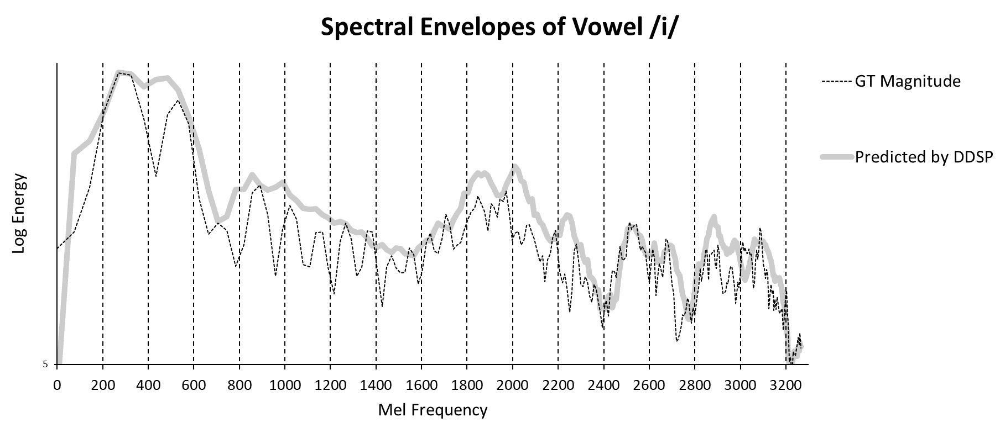 Spectral Envelopes of Vowel /i/
GT Magnitude
Predicted by DDSP
Log Energy
5
0 200 400 600 800 1000 1200 1400 1600 1800 2000 2200 2400 2600 2800 3000 3200
Mel Frequency